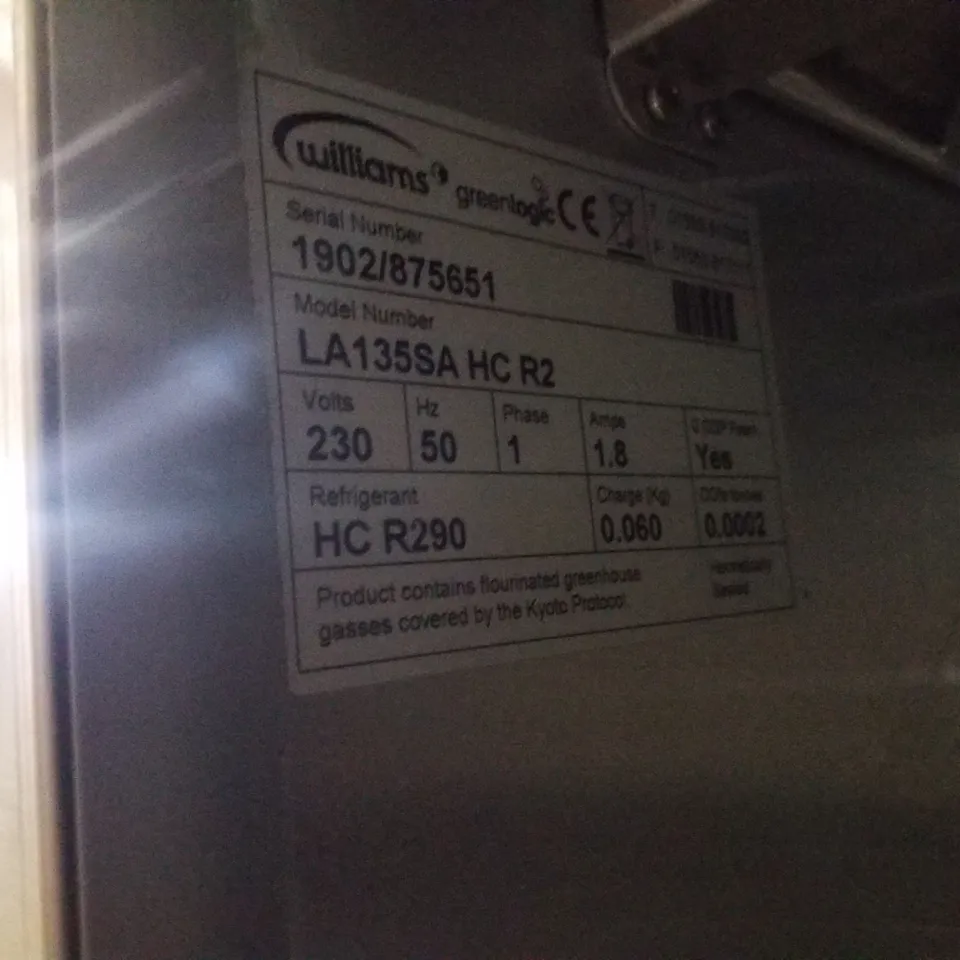 williams
greenlogic CE
Serial Number
1902/875651
Model Number
LA135SA HC R2
Volts Hz Phase Amps
230 50 1 1.8 Yes
Refrigerant Charge (Kg)
HC R290 0.060 0.0002
Product contains flourinated greenhouse
gasses covered by the Kyoto Protocol
Hermetically
Sealed